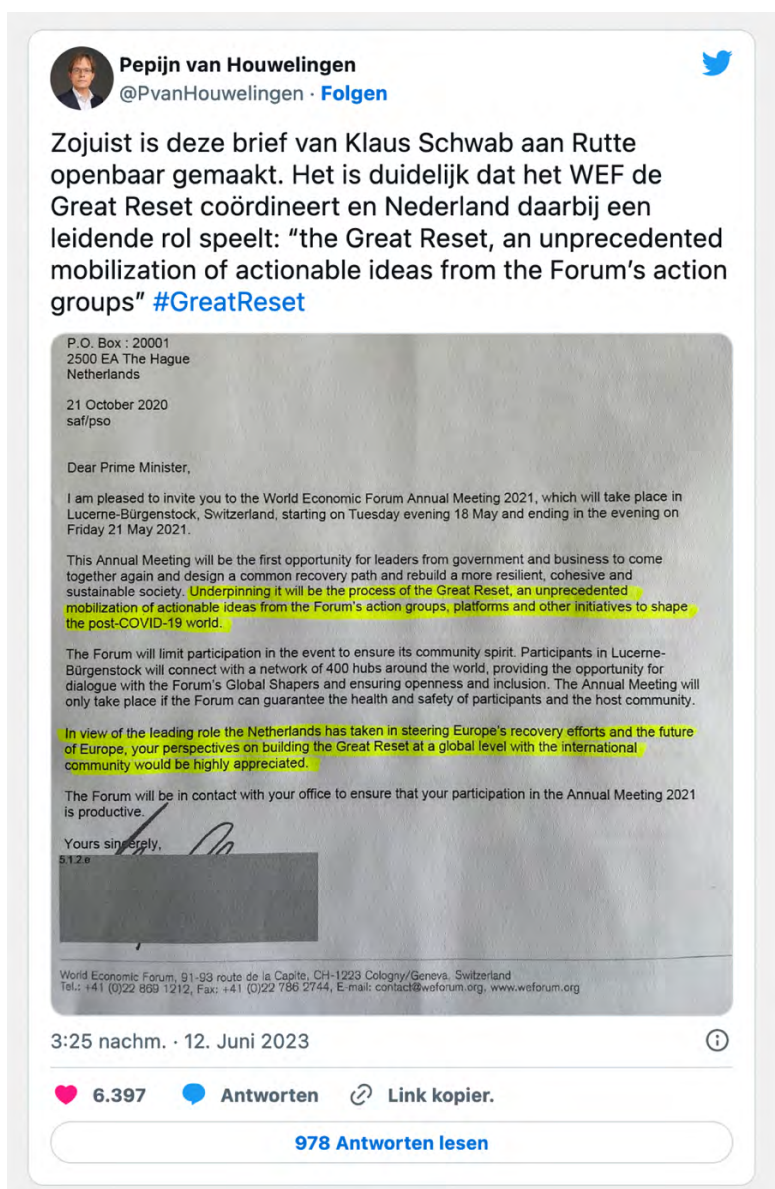 Pepijn van Houwelingen
@PvanHouwelingen · Folgen
Zojuist is deze brief van Klaus Schwab aan Rutte
openbaar gemaakt. Het is duidelijk dat het WEF de
Great Reset coördineert en Nederland daarbij een
leidende rol speelt: “the Great Reset, an unprecedented
mobilization of actionable ideas from the Forum’s action
groups” #GreatReset
P.O. Box : 20001
2500 EA The Hague
Netherlands
21 October 2020
saf/pso
Dear Prime Minister,
I am pleased to invite you to the World Economic Forum Annual Meeting 2021, which will take place in
Lucerne-Bürgenstock, Switzerland, starting on Tuesday evening 18 May and ending in the evening on
Friday 21 May 2021.
This Annual Meeting will be the first opportunity for leaders from government and business to come
together again and design a common recovery path and rebuild a more resilient, cohesive and
sustainable society. Underpinning it will be the process of the Great Reset, an unprecedented
mobilization of actionable ideas from the Forum's action groups, platforms and other initiatives to shape
the post-COVID-19 world.
The Forum will limit participation in the event to ensure its community spirit. Participants in Lucerne-
Bürgenstock will connect with a network of 400 hubs around the world, providing the opportunity for
dialogue with the Forum's Global Shapers and ensuring openness and inclusion. The Annual Meeting will
only take place if the Forum can guarantee the health and safety of participants and the host community.
In view of the leading role the Netherlands has taken in steering Europe's recovery efforts and the future
of Europe, your perspectives on building the Great Reset at a global level with the international
community would be highly appreciated.
The Forum will be in contact with your office to ensure that your participation in the Annual Meeting 2021
is productive.
Yours sincerely,
5.1.2.e
World Economic Forum, 91-93 route de la Capite, CH-1223 Cologny/Geneva, Switzerland
Tel.: +41 (0)22 869 1212, Fax: +41 (0)22 786 2744, E-mail: contact@weforum.org, www.weforum.org
3:25 nachm. · 12. Juni 2023
6.397 Antworten Link kopier.
978 Antworten lesen